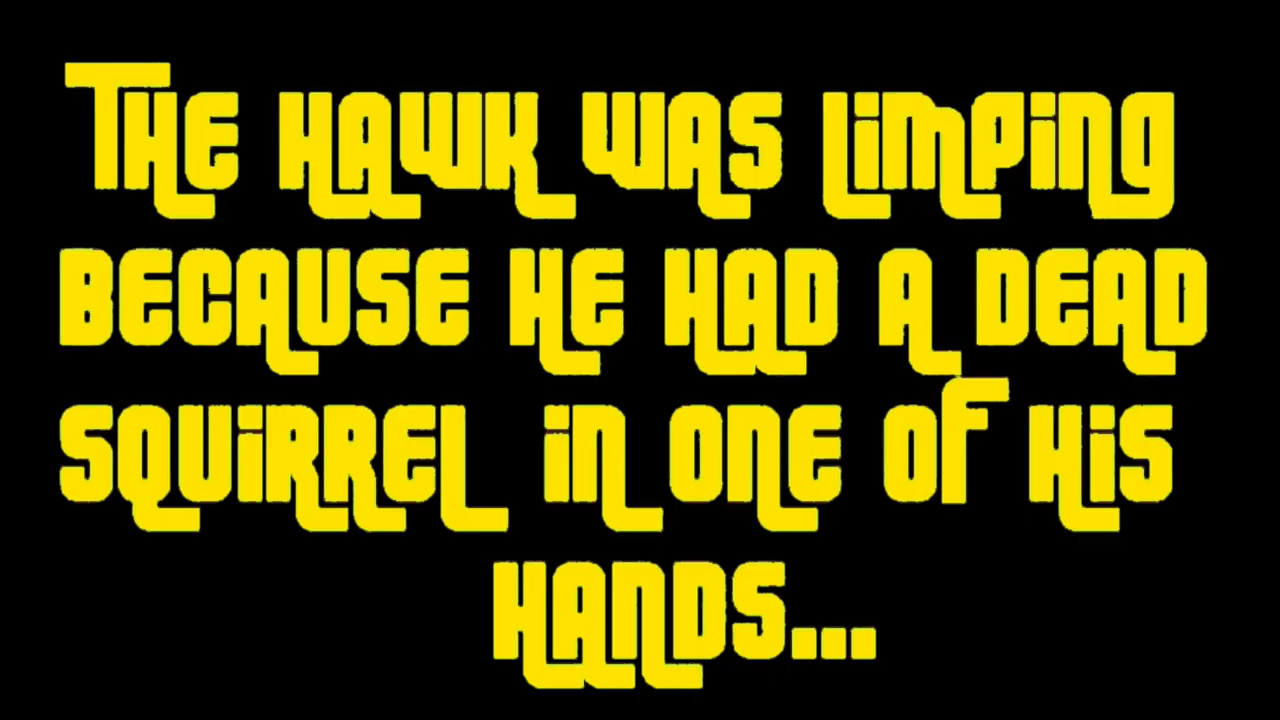 The hawk was limping
because he had a dead
squirrel in one of his
hands...